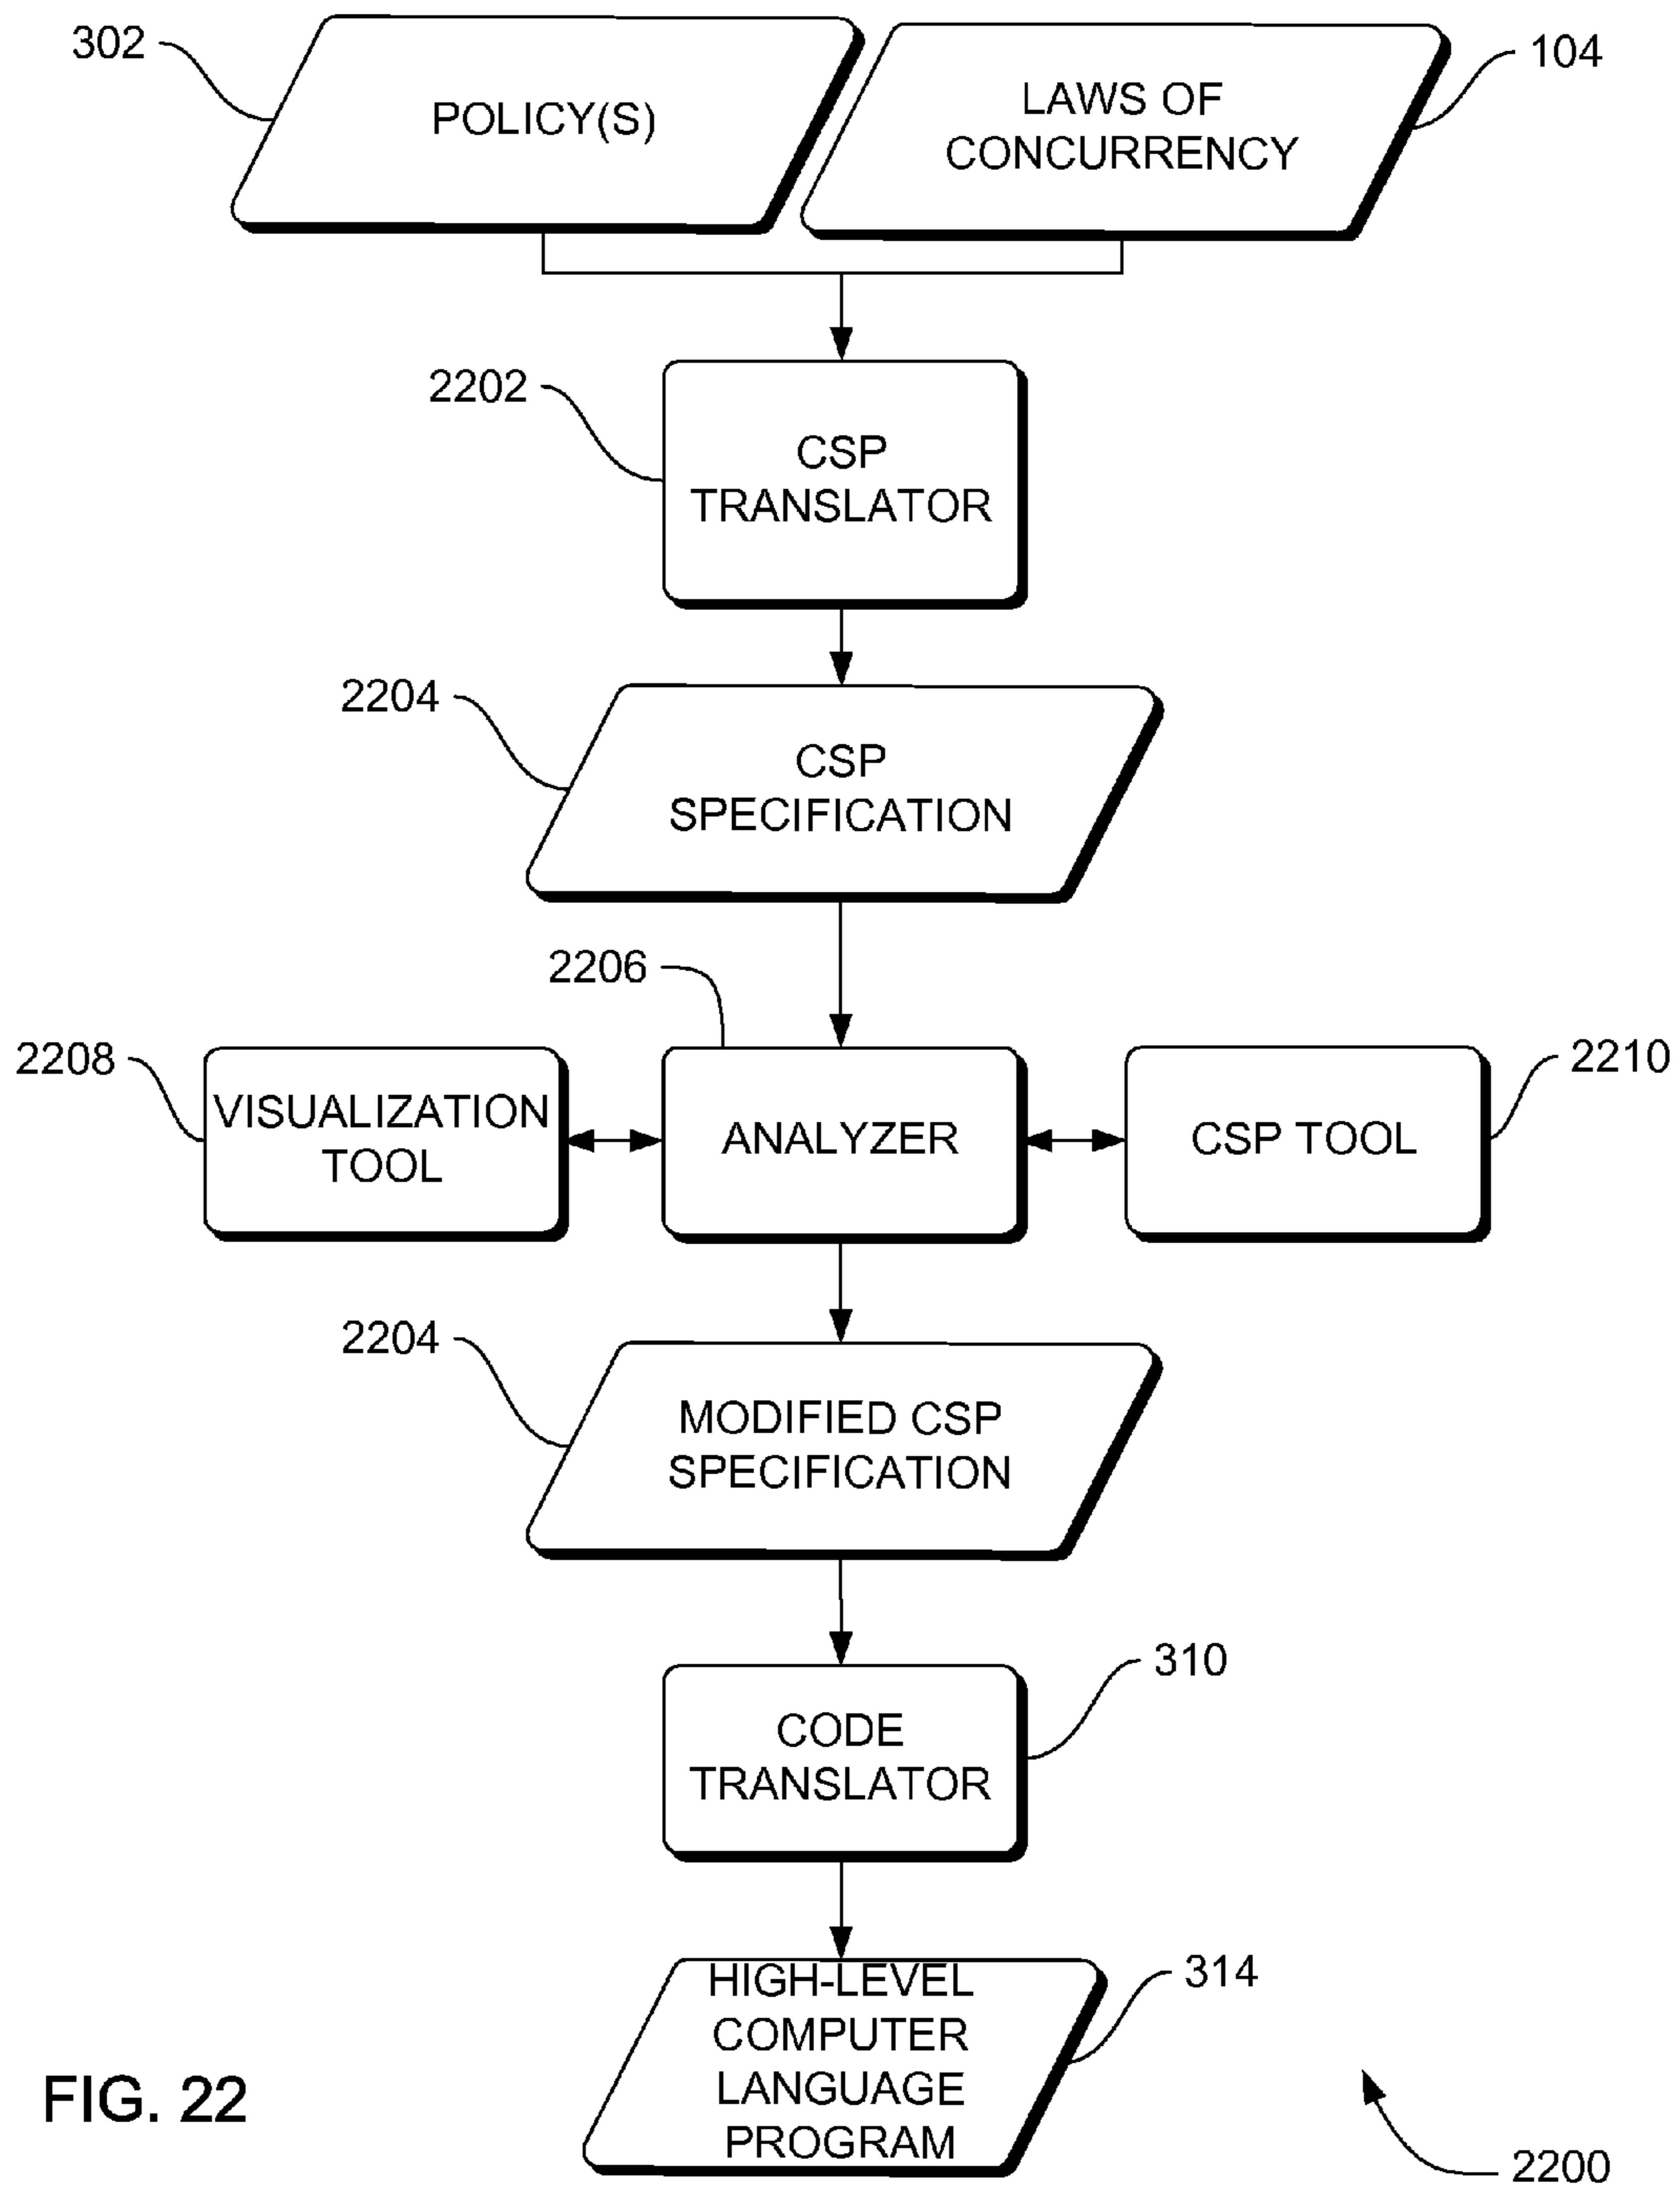 302
POLICY(S)
LAWS OF
CONCURRENCY
104
2202
CSP
TRANSLATOR
2204
CSP
SPECIFICATION
2206
2208
VISUALIZATION
TOOL
ANALYZER
CSP TOOL
2210
2204
MODIFIED CSP
SPECIFICATION
310
CODE
TRANSLATOR
314
HIGH-LEVEL
COMPUTER
LANGUAGE
PROGRAM
FIG. 22
2200